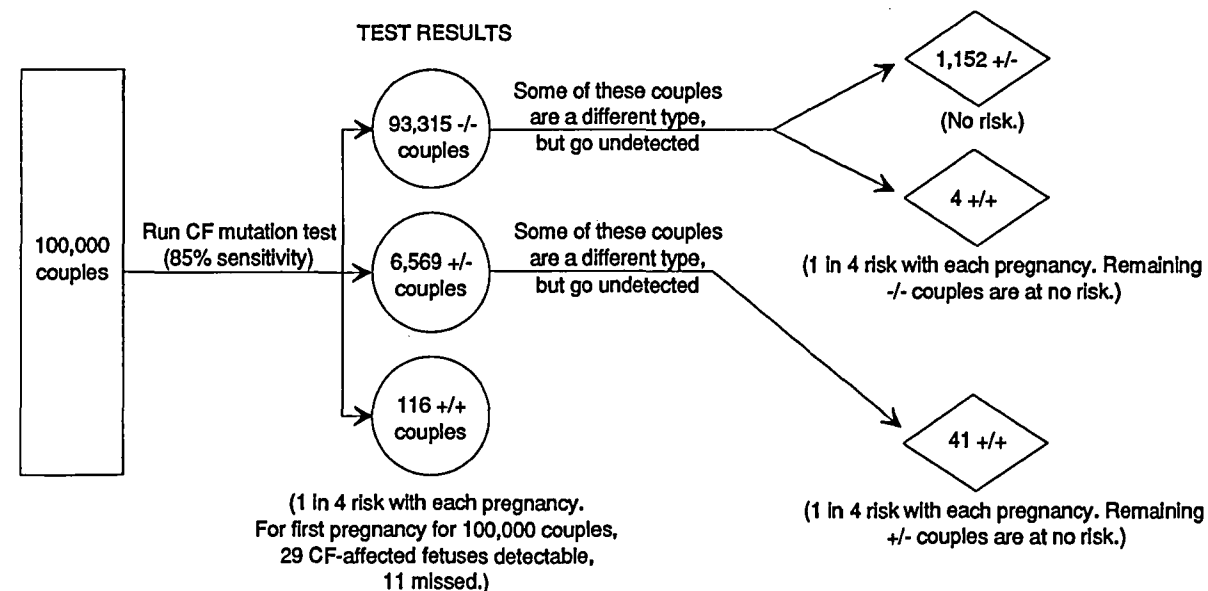 TEST RESULTS
100,000
couples
Run CF mutation test
(85% sensitivity)
93,315 -/-
couples
Some of these couples
are a different type,
but go undetected
1,152 +/-
(No risk.)
4 +/+
(1 in 4 risk with each pregnancy. Remaining
-/- couples are at no risk.)
6,569 +/-
couples
Some of these couples
are a different type,
but go undetected
41 +/+
(1 in 4 risk with each pregnancy. Remaining
+/- couples are at no risk.)
116 +/+
couples
(1 in 4 risk with each pregnancy.
For first pregnancy for 100,000 couples,
29 CF-affected fetuses detectable,
11 missed.)